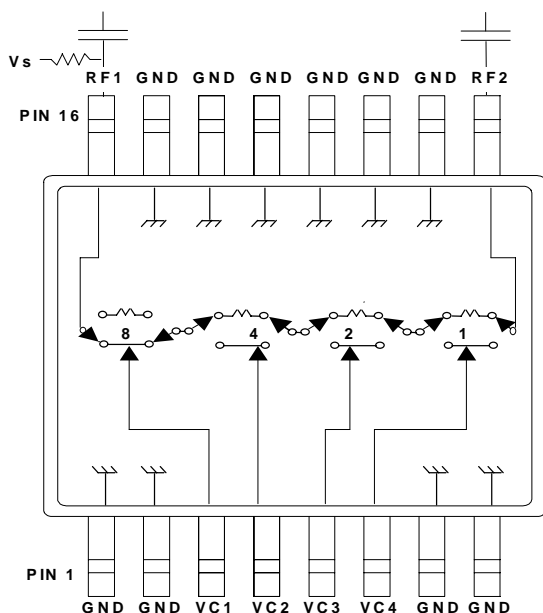 Vs
RF1 GND GND GND GND GND GND RF2
PIN 16
8 4 2 1
PIN 1
GND GND VC1 VC2 VC3 VC4 GND GND